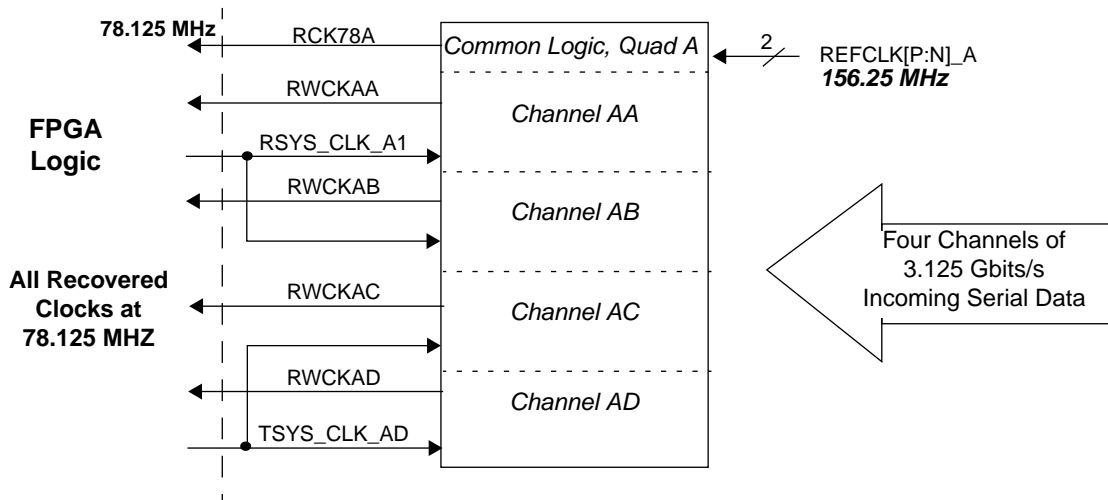 78.125 MHz
RCK78A
Common Logic, Quad A
2
REFCLK[P:N]_A
156.25 MHz
RWCKAA
Channel AA
FPGA
Logic
RSYS_CLK_A1
RWCKAB
Channel AB
Four Channels of
3.125 Gbits/s
Incoming Serial Data
All Recovered
Clocks at
78.125 MHZ
RWCKAC
Channel AC
RWCKAD
Channel AD
TSYS_CLK_AD